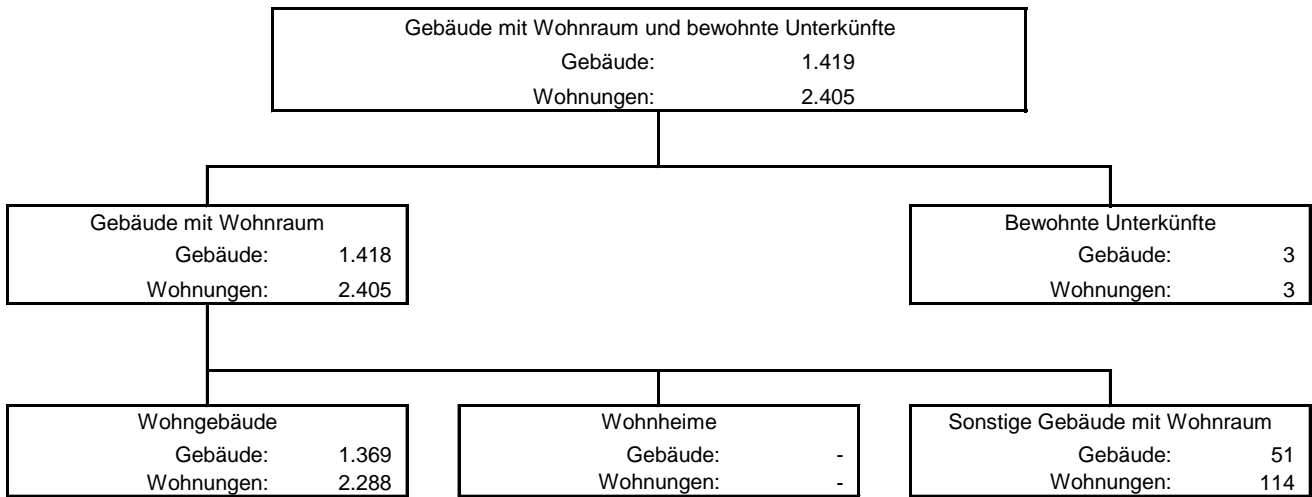 Gebäude mit Wohnraum und bewohnte Unterkünfte
Gebäude: 1.419
Wohnungen: 2.405
Gebäude mit Wohnraum
Gebäude: 1.418
Wohnungen: 2.405
Bewohnte Unterkünfte
Gebäude: 3
Wohnungen: 3
Wohngebäude
Gebäude: 1.369
Wohnungen: 2.288
Wohnheime
Gebäude: -
Wohnungen: -
Sonstige Gebäude mit Wohnraum
Gebäude: 51
Wohnungen: 114